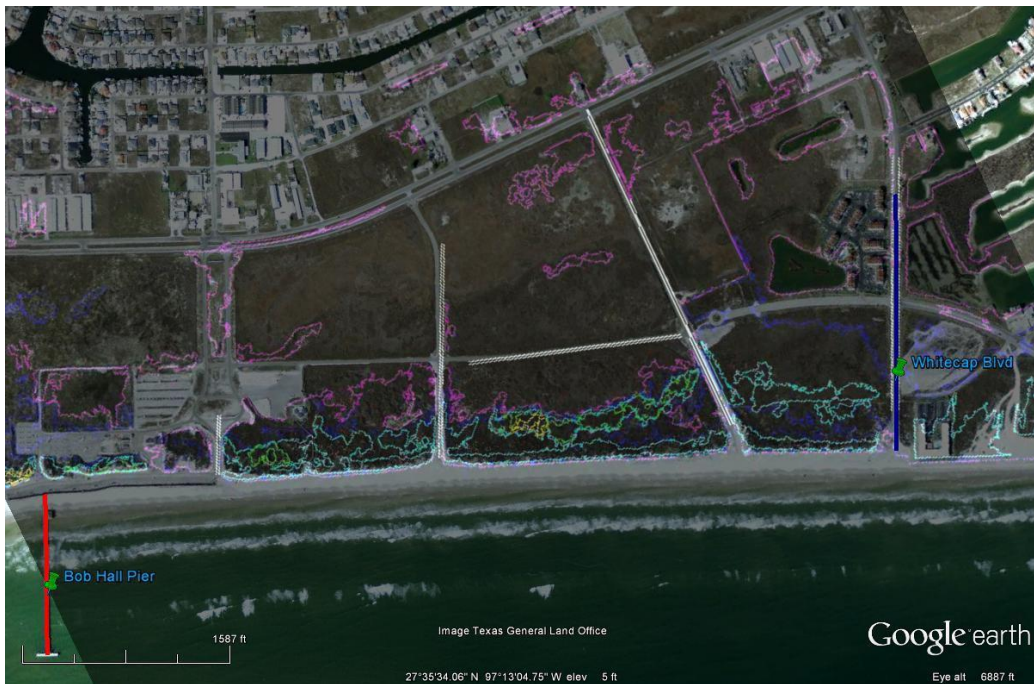 Whitecap Blvd
Bob Hall Pier
1587 ft
Image Texas General Land Office
Google earth
27°35'34.06" N 97°13'04.75" W elev 5 ft
Eye alt 6887 ft